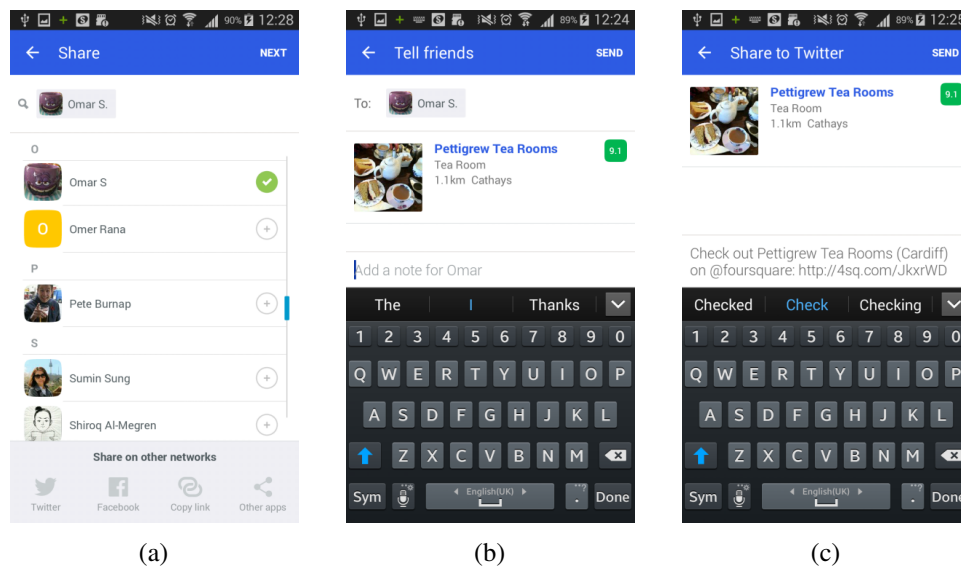 90% 12:28
Share NEXT
Omar S.
O
Omar S
O Omer Rana
P
Pete Burnap
S
Sumin Sung
Shiroq Al-Megren
Share on other networks
Twitter Facebook Copy link Other apps
(a)
89% 12:24
Tell friends SEND
To: Omar S.
Pettigrew Tea Rooms 9.1
Tea Room
1.1km Cathays
Add a note for Omar
The I Thanks
1 2 3 4 5 6 7 8 9 0
Q W E R T Y U I O P
A S D F G H J K L
Z X C V B N M
Sym English(UK) . Done
(b)
89% 12:25
Share to Twitter SEND
Pettigrew Tea Rooms 9.1
Tea Room
1.1km Cathays
Check out Pettigrew Tea Rooms (Cardiff)
on @foursquare: http://4sq.com/JkxrWD
Checked Check Checking
1 2 3 4 5 6 7 8 9 0
Q W E R T Y U I O P
A S D F G H J K L
Z X C V B N M
Sym English(UK) . Done
(c)